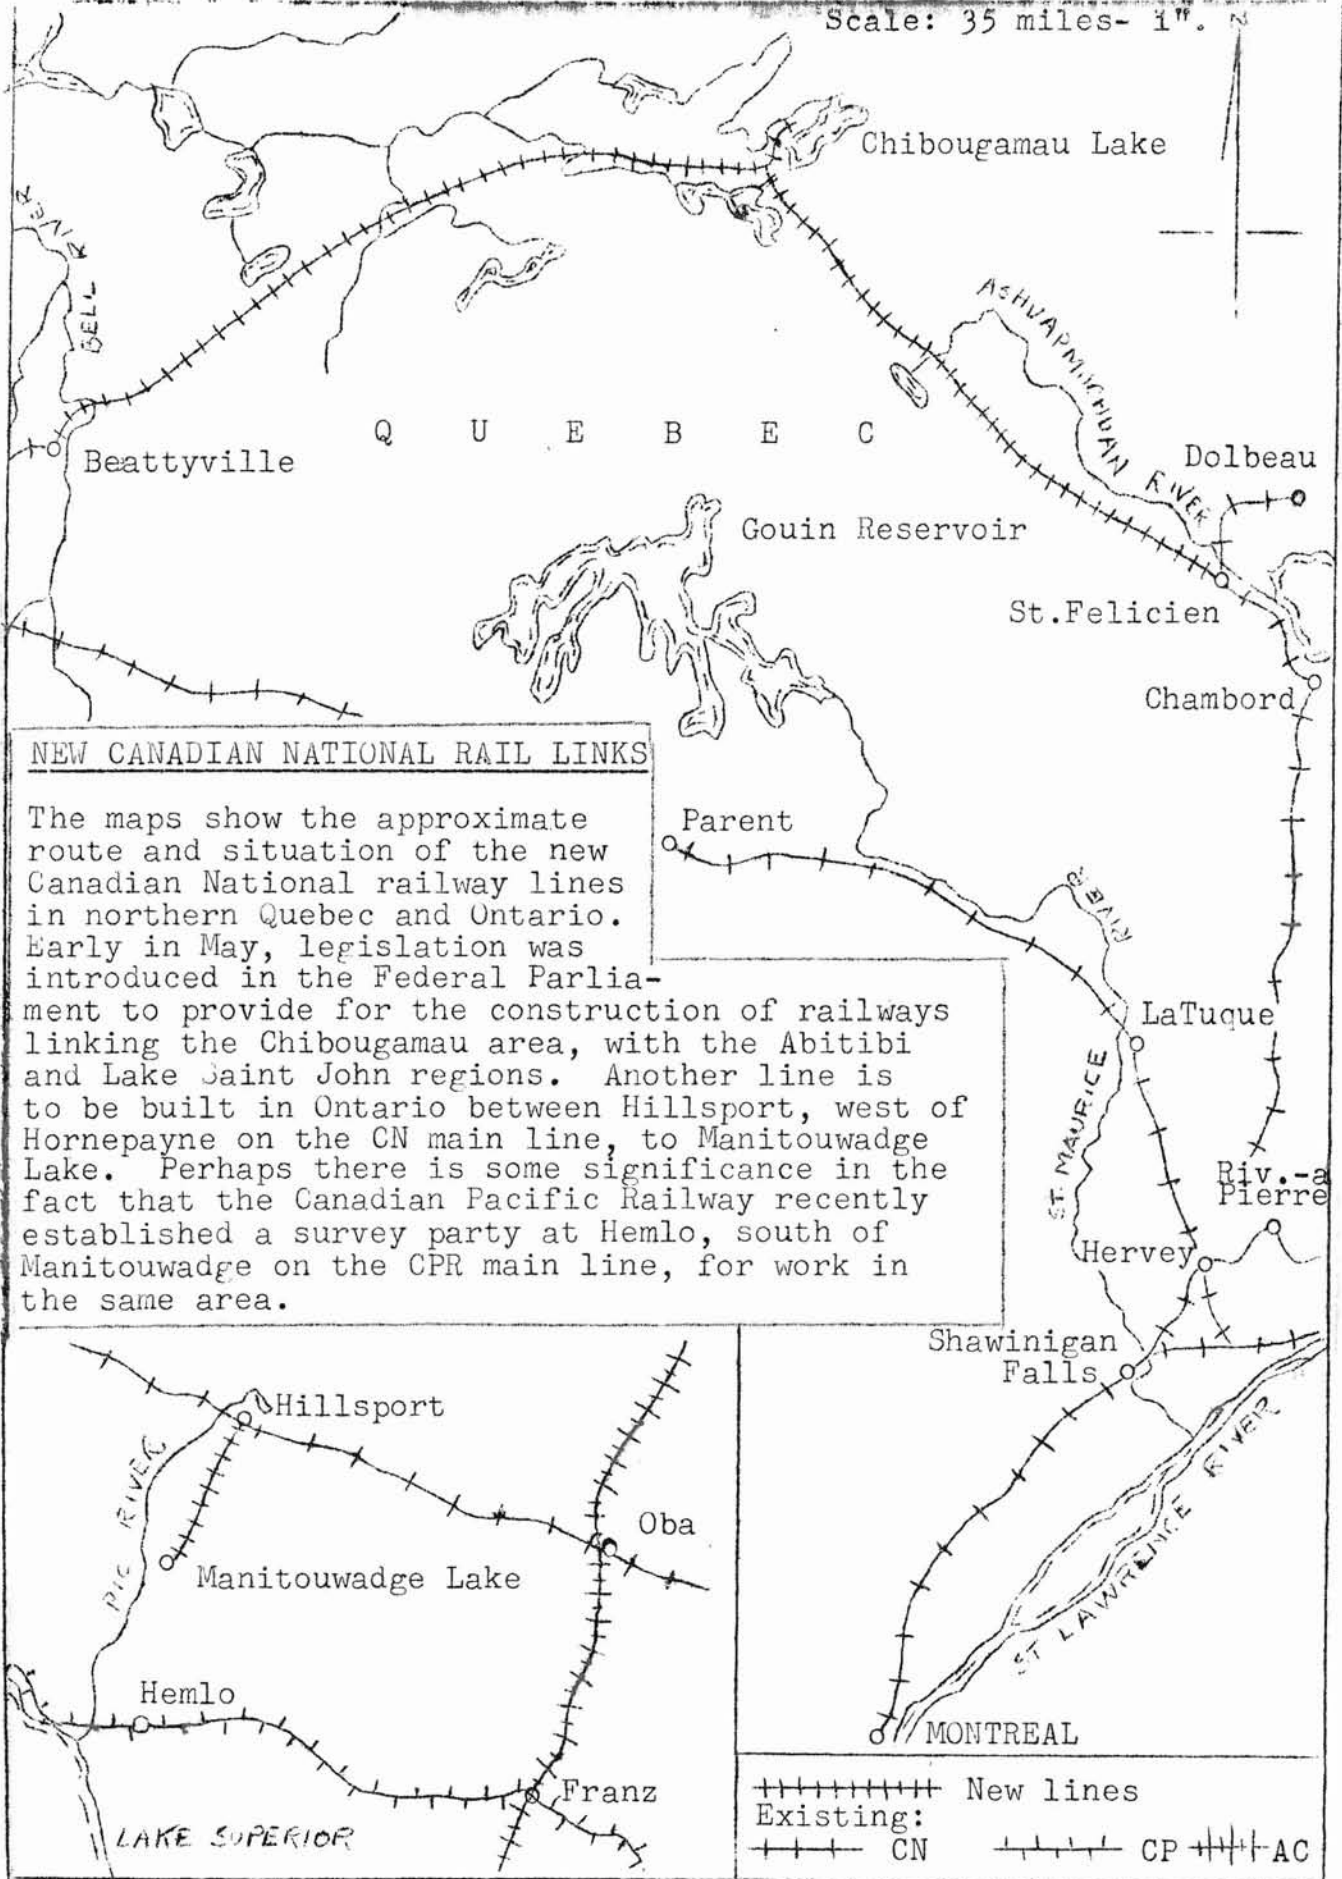 Scale: 35 miles- 1".
N
Chibougamau Lake
BELL RIVER
ASHUAPMUCHUAN RIVER
QUEBEC
Beattyville
Dolbeau
Gouin Reservoir
St.Felicien
Chambord
NEW CANADIAN NATIONAL RAIL LINKS
The maps show the approximate
route and situation of the new
Canadian National railway lines
in northern Quebec and Ontario.
Early in May, legislation was
introduced in the Federal Parlia-
ment to provide for the construction of railways
linking the Chibougamau area, with the Abitibi
and Lake Saint John regions. Another line is
to be built in Ontario between Hillsport, west of
Hornepayne on the CN main line, to Manitouwadge
Lake. Perhaps there is some significance in the
fact that the Canadian Pacific Railway recently
established a survey party at Hemlo, south of
Manitouwadge on the CPR main line, for work in
the same area.
Parent
RIVER
LaTuque
ST. MAURICE
Riv.-a
Pierre
Hervey
Shawinigan
Falls
ST LAWRENCE RIVER
MONTREAL
Hillsport
PIC RIVER
Oba
Manitouwadge Lake
Hemlo
Franz
LAKE SUPERIOR
New lines
Existing:
CN CP AC